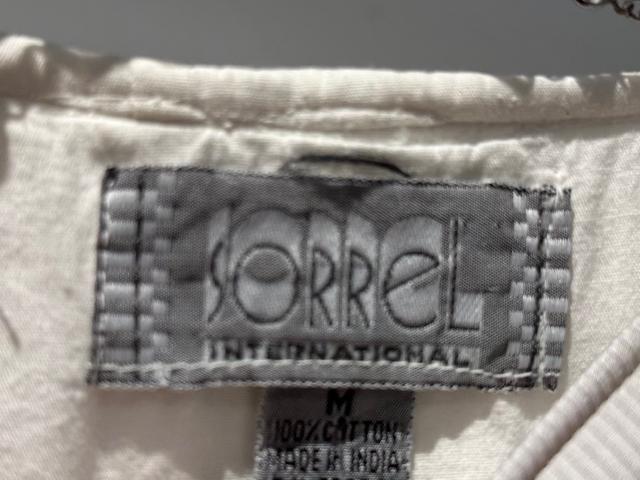 SORREL
INTERNATIONAL
M
100% COTTON
MADE IN INDIA